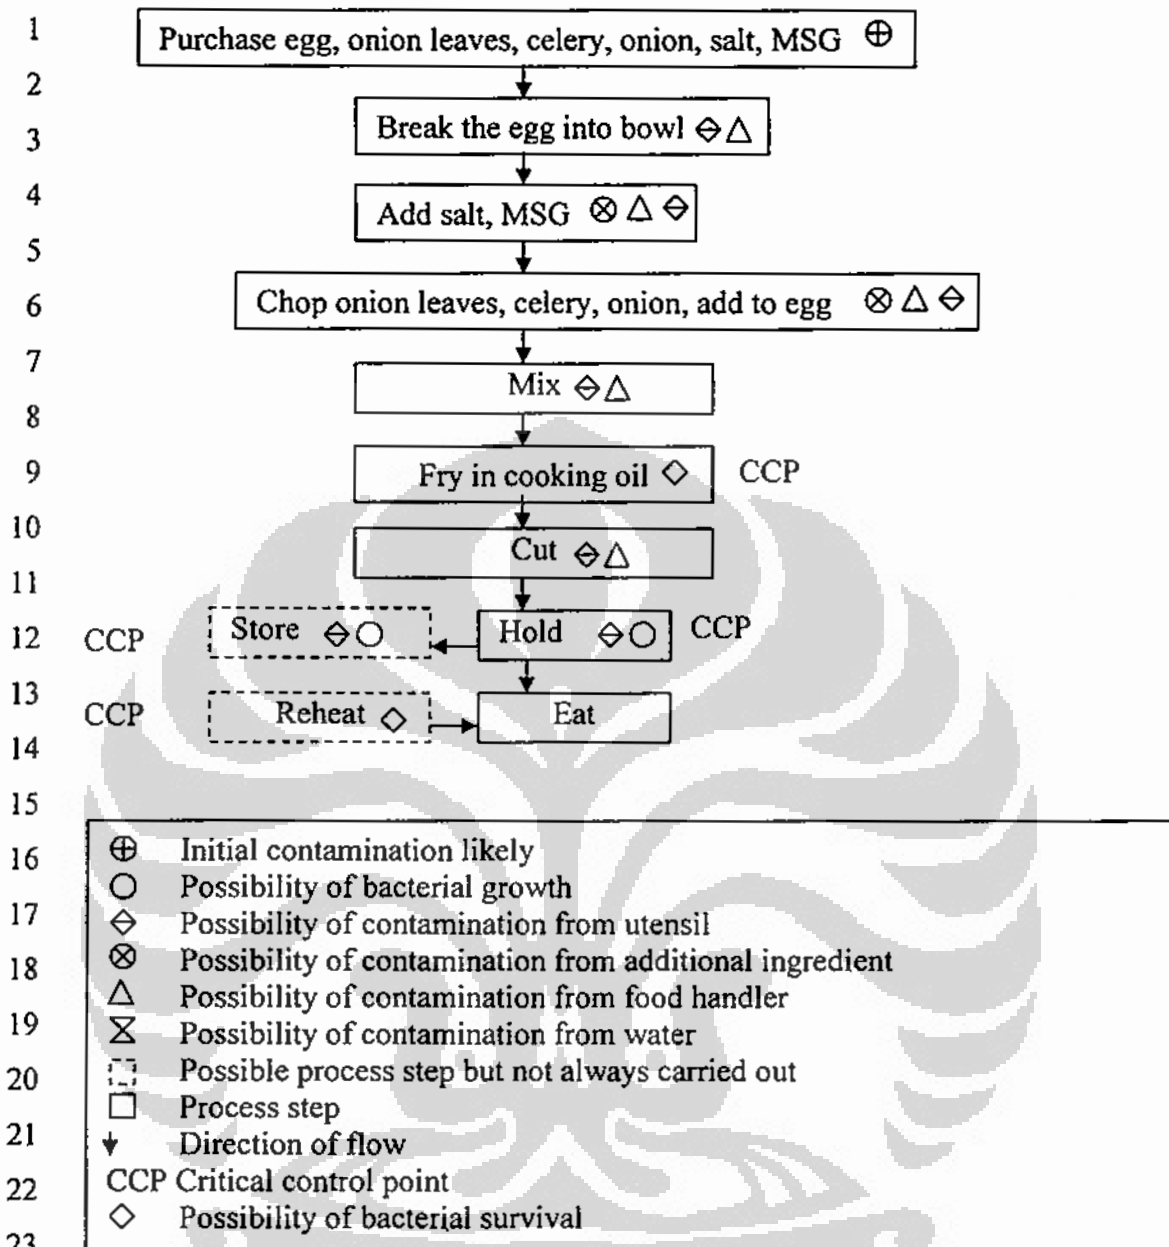 1
Purchase egg, onion leaves, celery, onion, salt, MSG ⊕
2
3
Break the egg into bowl
4
Add salt, MSG ⊗ △
5
6
Chop onion leaves, celery, onion, add to egg ⊗ △
7
Mix △
8
9
Fry in cooking oil ◇ CCP
10
Cut △
11
12
CCP Store ○ Hold ○ CCP
13
CCP Reheat ◇ Eat
14
15
16
Initial contamination likely
Possibility of bacterial growth
17
Possibility of contamination from utensil
18
Possibility of contamination from additional ingredient
Possibility of contamination from food handler
19
Possibility of contamination from water
20
Possible process step but not always carried out
Process step
21
Direction of flow
22
CCP Critical control point
Possibility of bacterial survival
23